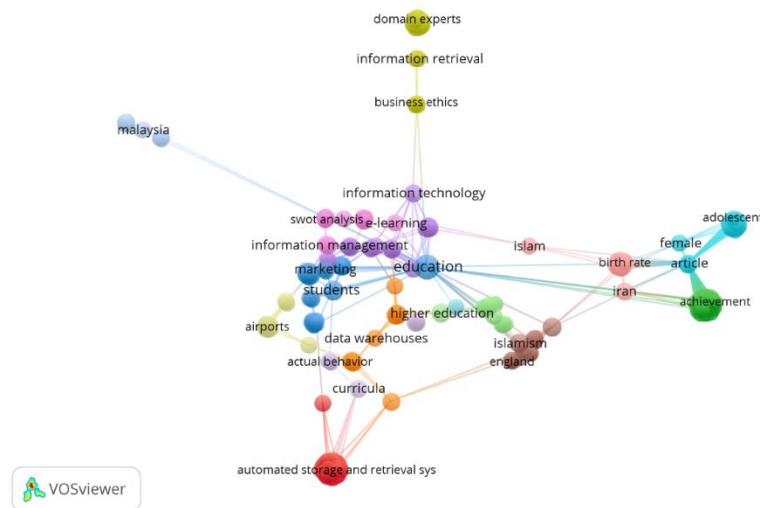 domain experts
information retrieval
business ethics
malaysia
information technology
swot analysis
e-learning
adolescent
female
information management
islam
education
birth rate
article
marketing
students
iran
achievement
airports
higher education
data warehouses
islamism
actual behavior
england
curricula
automated storage and retrieval sys
VOSviewer